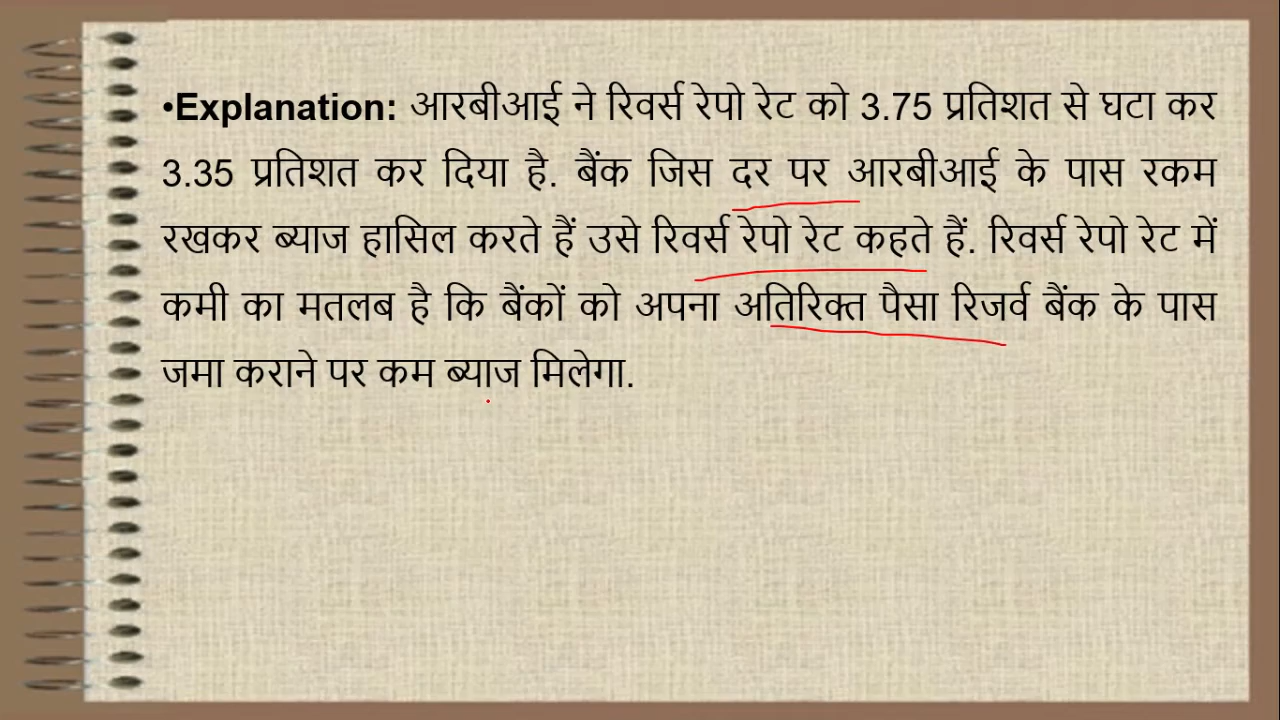 •Explanation: आरबीआई ने रिवर्स रेपो रेट को 3.75 प्रतिशत से घटा कर
3.35 प्रतिशत कर दिया है. बैंक जिस दर पर आरबीआई के पास रकम
रखकर ब्याज हासिल करते हैं उसे रिवर्स रेपो रेट कहते हैं. रिवर्स रेपो रेट में
कमी का मतलब है कि बैंकों को अपना अतिरिक्त पैसा रिजर्व बैंक के पास
जमा कराने पर कम ब्याज मिलेगा.